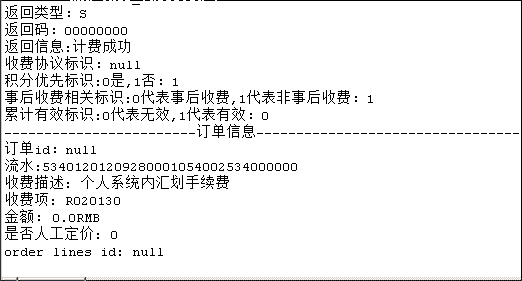 返回类型: S
返回码: 00000000
返回信息:计费成功
收费协议标识: null
积分优先标识:0是,1否: 1
事后收费相关标识:0代表事后收费,1代表非事后收费: 1
累计有效标识:0代表无效,1代表有效: 0
------------------------订单信息---------------------------------
订单id: null
流水:53401201209280001054002534000000
收费描述: 个人系统内汇划手续费
收费项: R020130
金额: 0.0RMB
是否人工定价: 0
order lines id: null